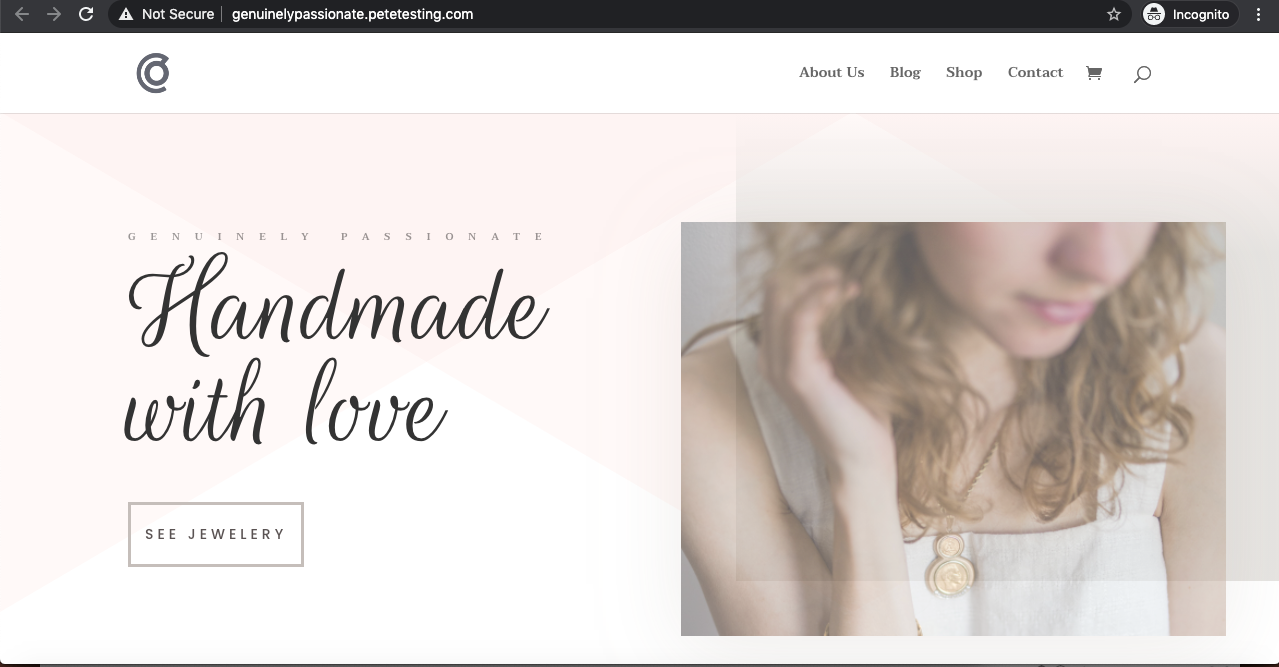 Not Secure genuinelypassionate.petetesting.com Incognito
About Us Blog Shop Contact
GENUINELY PASSIONATE
Handmade
with love
SEE JEWELERY